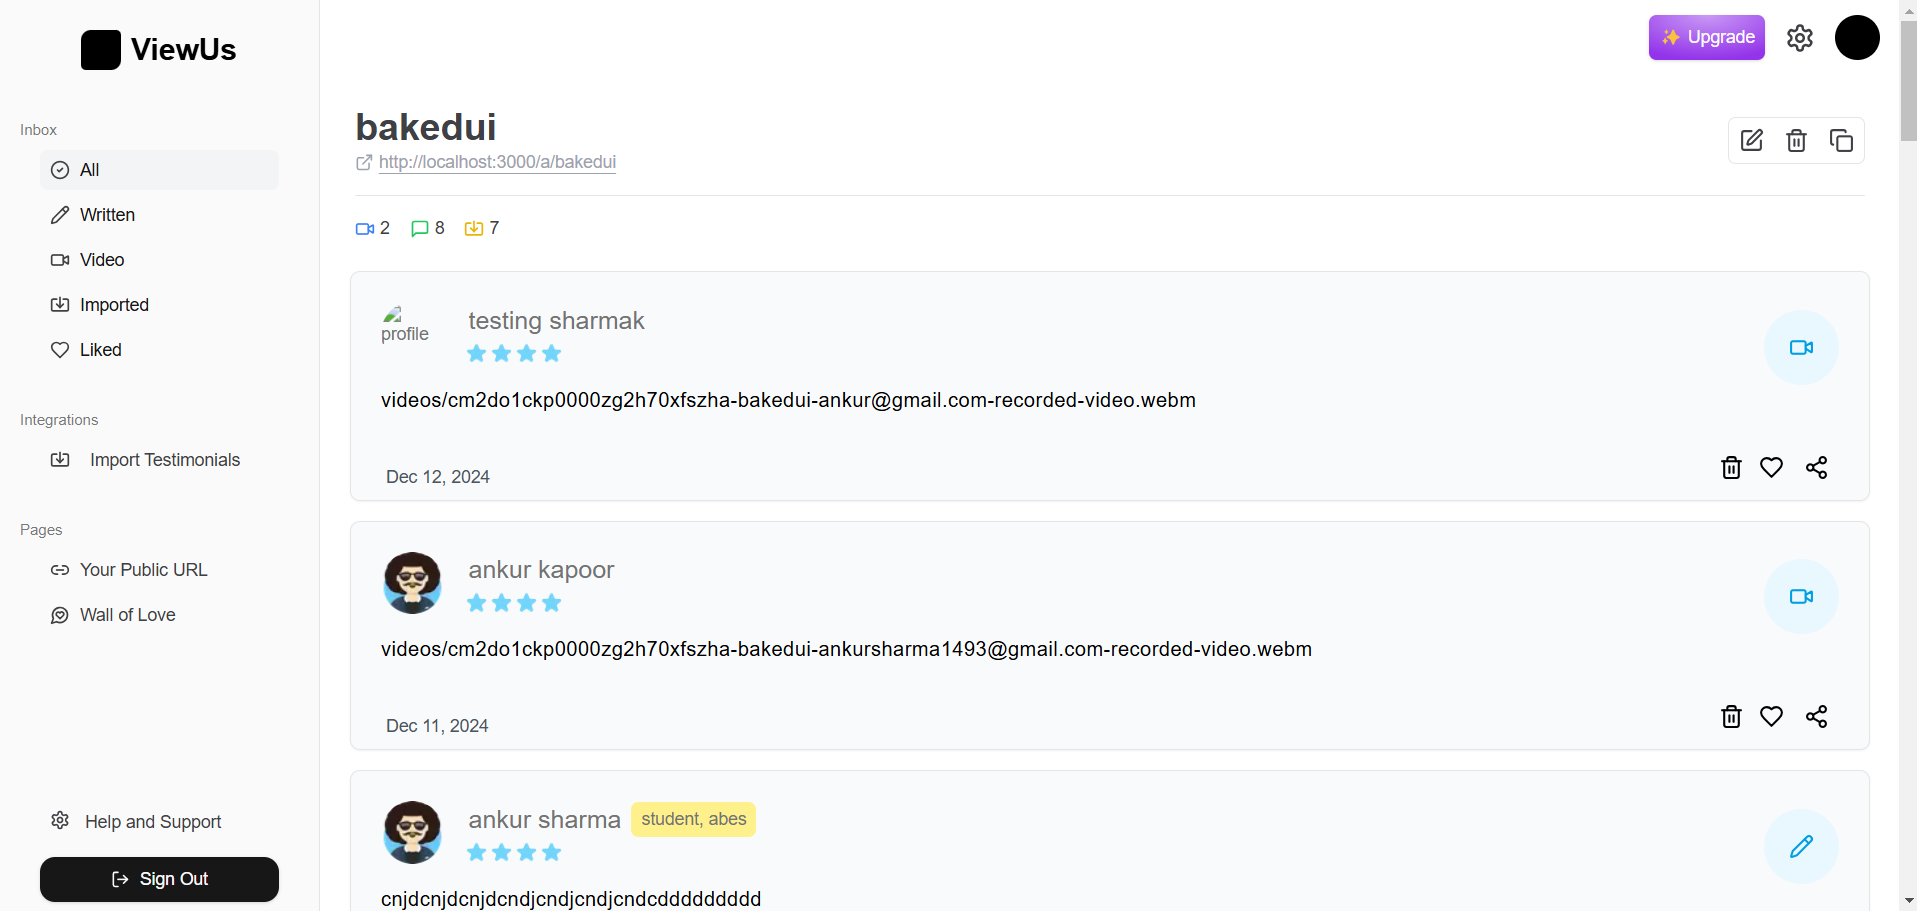 ViewUs
Upgrade
Inbox
All
Written
Video
Imported
Liked
Integrations
Import Testimonials
Pages
Your Public URL
Wall of Love
Help and Support
Sign Out
bakedui
http://localhost:3000/a/bakedui
2 8 7
profile
testing sharmak
videos/cm2do1ckp0000zg2h70xfszha-bakedui-ankur@gmail.com-recorded-video.webm
Dec 12, 2024
ankur kapoor
videos/cm2do1ckp0000zg2h70xfszha-bakedui-ankursharma1493@gmail.com-recorded-video.webm
Dec 11, 2024
ankur sharma student, abes
cnjdcnjdcnjdcndjcndjcndjcndcddddddddd